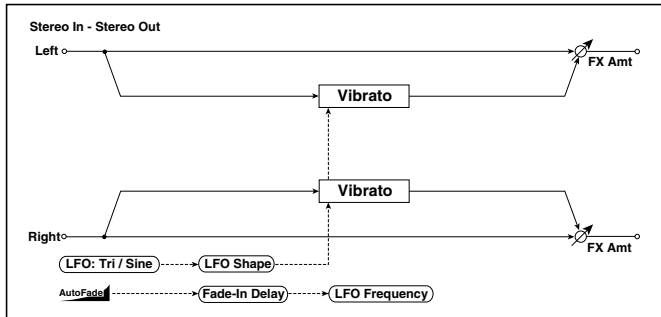 Stereo In - Stereo Out
Left
FX Amt
Vibrato
Vibrato
Right
FX Amt
LFO: Tri / Sine
LFO Shape
AutoFade
Fade-In Delay
LFO Frequency